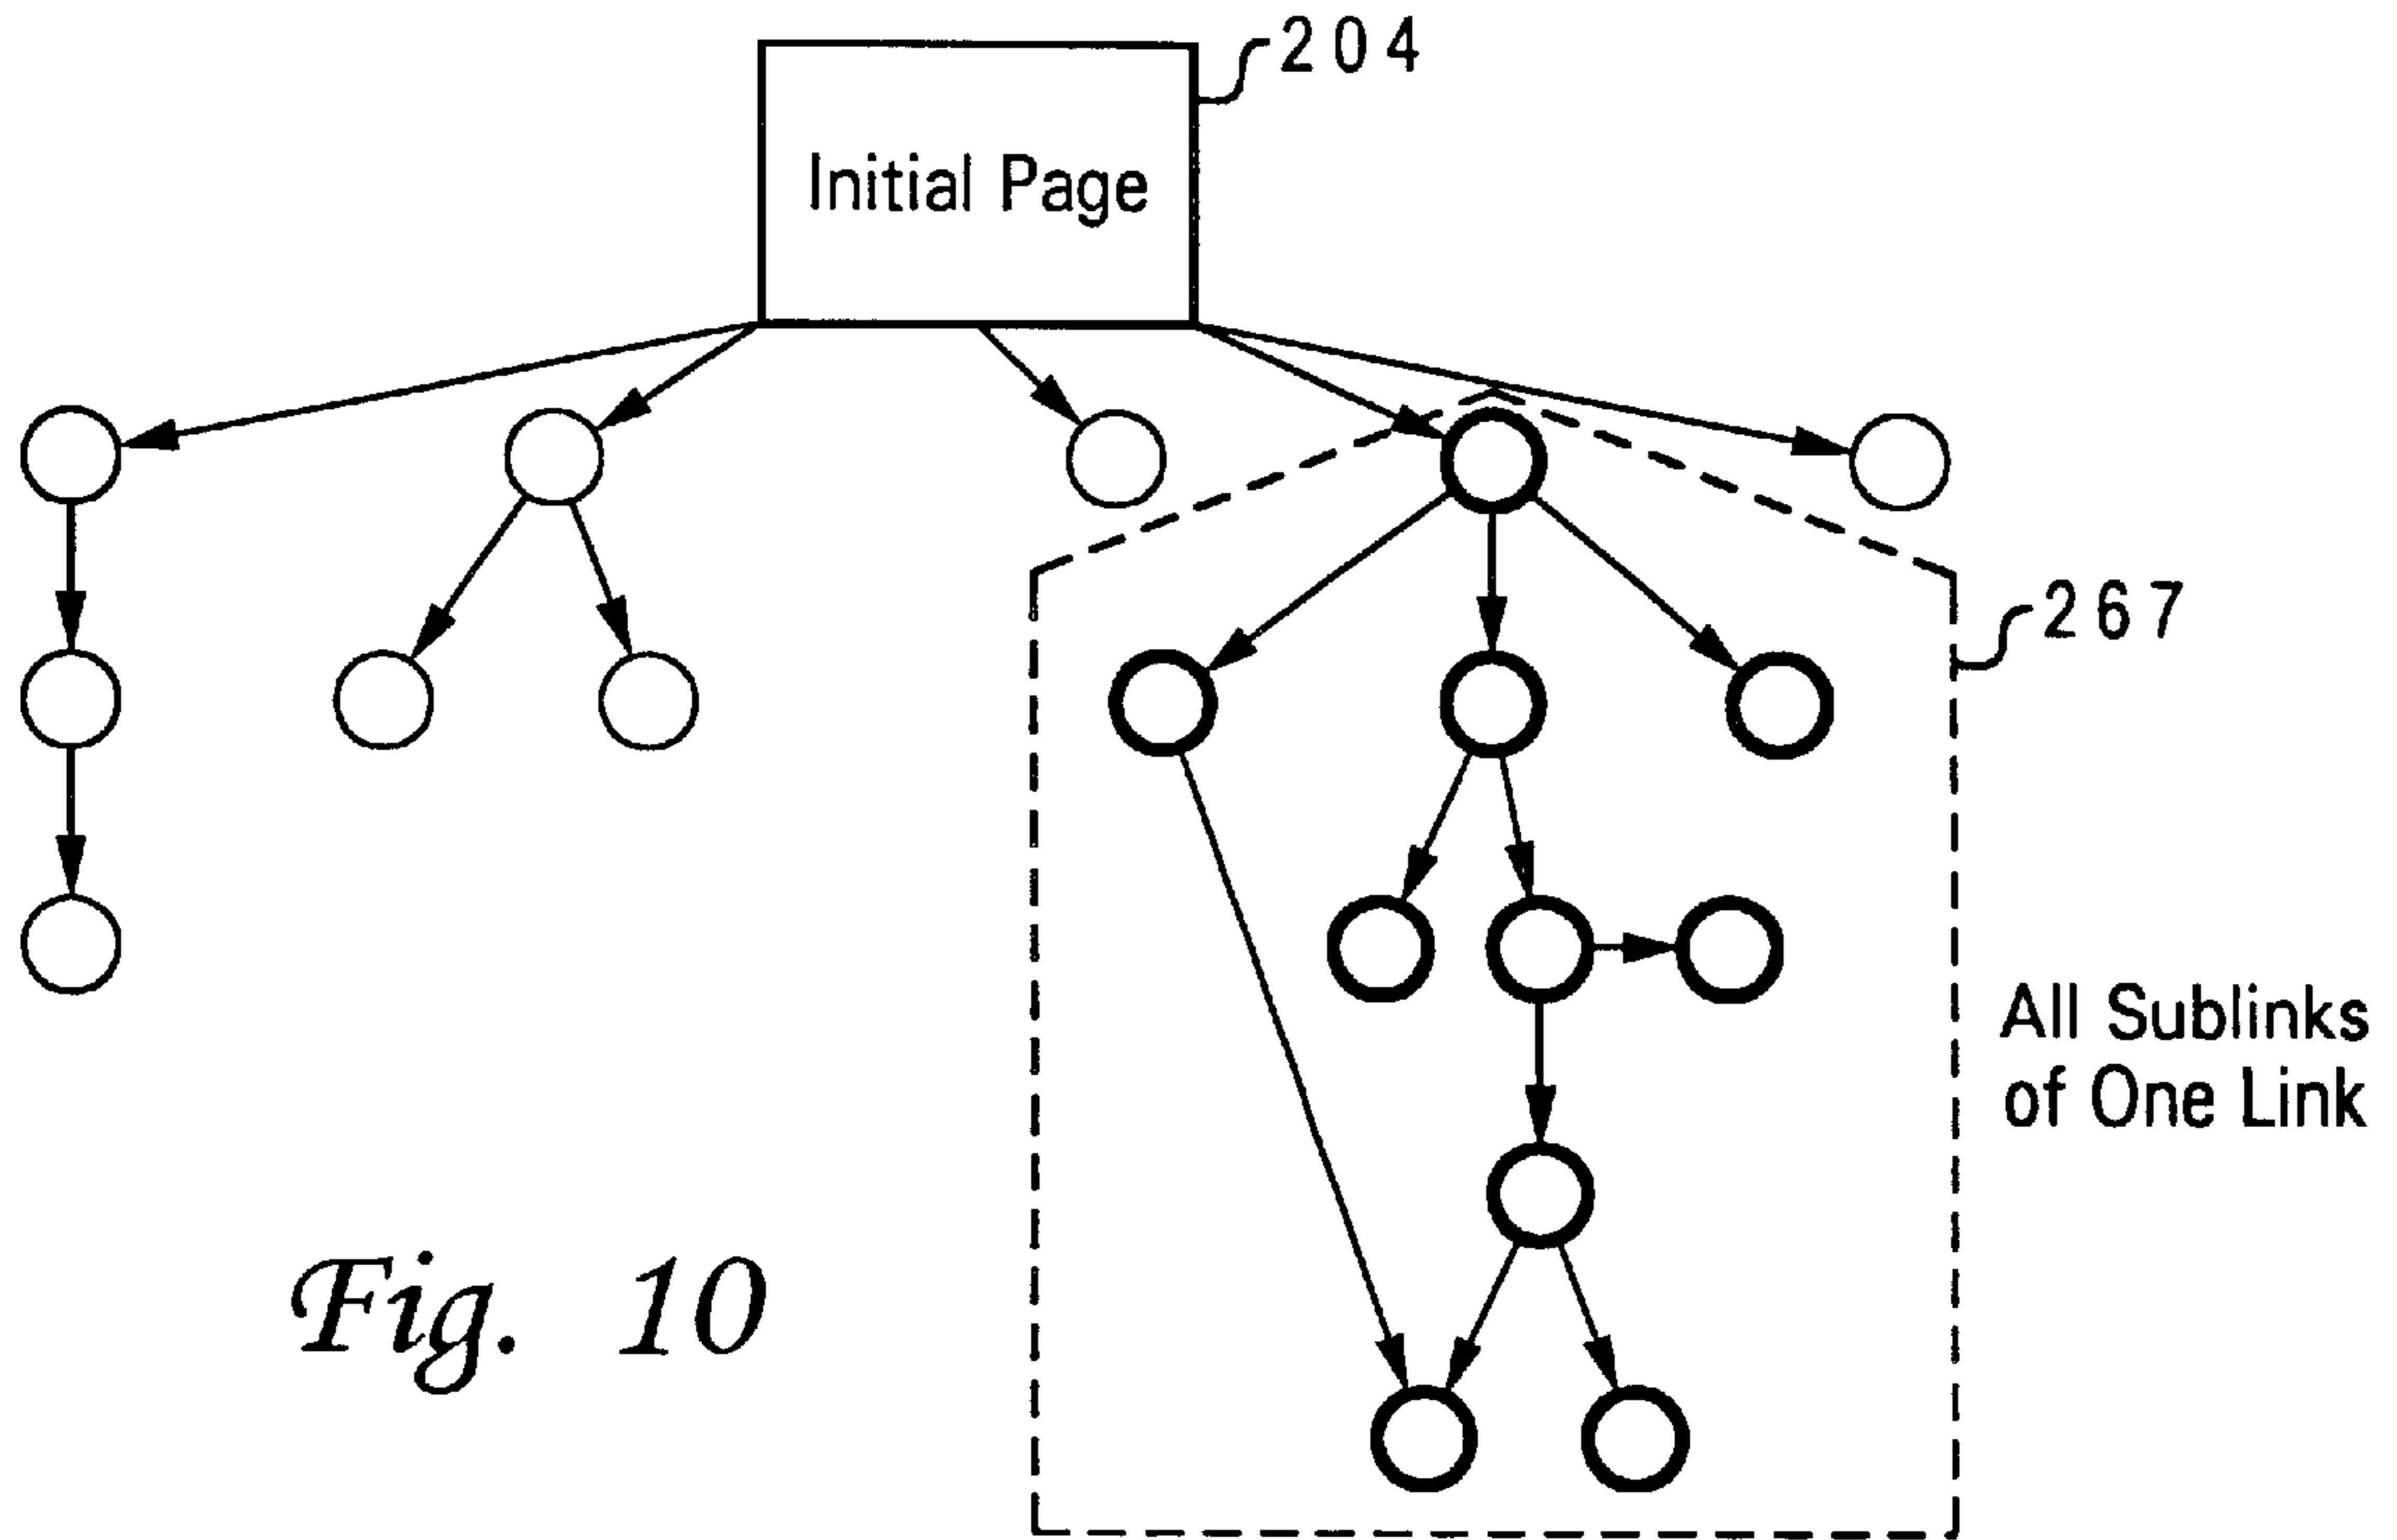 204
Initial Page
267
All Sublinks
of One Link
Fig. 10